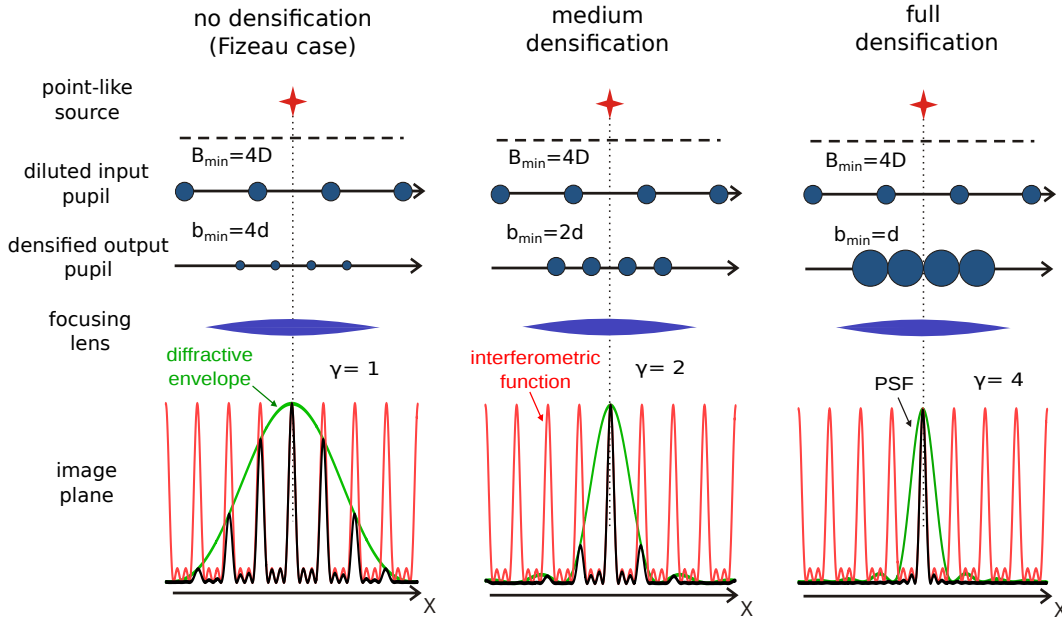 no densification
(Fizeau case)
medium
densification
full
densification
point-like
source
B_min=4D
B_min=4D
B_min=4D
diluted input
pupil
b_min=4d
b_min=2d
b_min=d
densified output
pupil
focusing
lens
diffractive
envelope
γ= 1
interferometric
function
γ= 2
PSF
γ= 4
image
plane
X
X
X